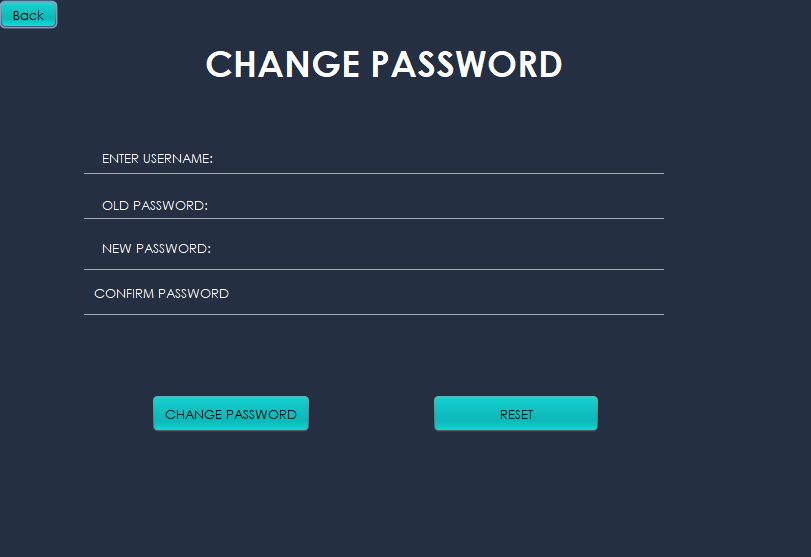 Back
CHANGE PASSWORD
ENTER USERNAME:
OLD PASSWORD:
NEW PASSWORD:
CONFIRM PASSWORD
CHANGE PASSWORD
RESET